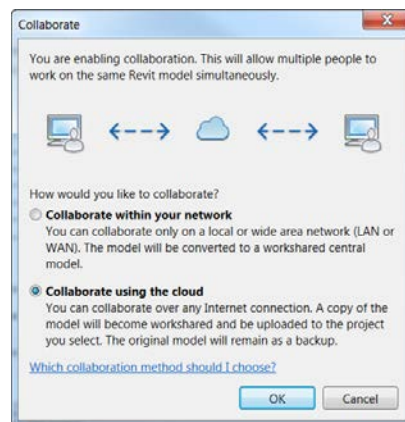 Collaborate
You are enabling collaboration. This will allow multiple people to
work on the same Revit model simultaneously.
How would you like to collaborate?
Collaborate within your network
You can collaborate only on a local or wide area network (LAN or
WAN). The model will be converted to a workshared central
model.
Collaborate using the cloud
You can collaborate over any Internet connection. A copy of the
model will become workshared and be uploaded to the project
you select. The original model will remain as a backup.
Which collaboration method should I choose?
OK Cancel